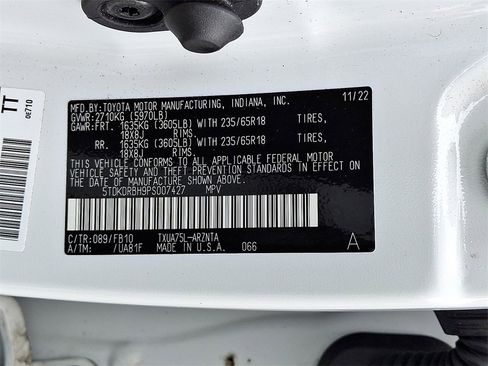 MFD.BY: TOYOTA MOTOR MANUFACTURING, INDIANA, INC. 11/22
GVWR: 2710KG (5970LB)
GAWR: FRT. 1635KG (3605LB) WITH 235/65R18 TIRES,
18X8J RIMS.
RR. 1635KG (3605LB) WITH 235/65R18 TIRES,
18X8J RIMS.
THIS VEHICLE CONFORMS TO ALL APPLICABLE FEDERAL MOTOR
VEHICLE SAFETY AND THEFT PREVENTION STANDARDS IN EFFECT ON
THE DATE OF MANUFACTURE SHOWN ABOVE.
5TDKDRBH9PS007427 MPV
C/TR: 089/FB10 TXUA75L-ARZNTA
A/TM: /UA81F MADE IN U.S.A. 066 A
TT
0E710